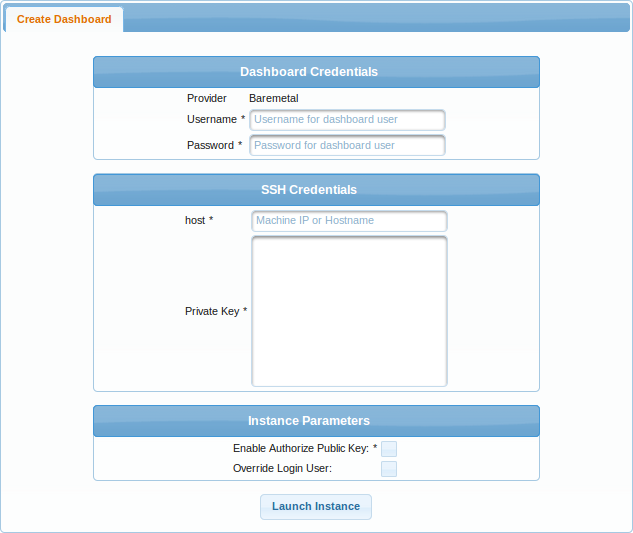 Create Dashboard
Dashboard Credentials
Provider Baremetal
Username * Username for dashboard user
Password * Password for dashboard user
SSH Credentials
host * Machine IP or Hostname
Private Key *
Instance Parameters
Enable Authorize Public Key: *
Override Login User:
Launch Instance